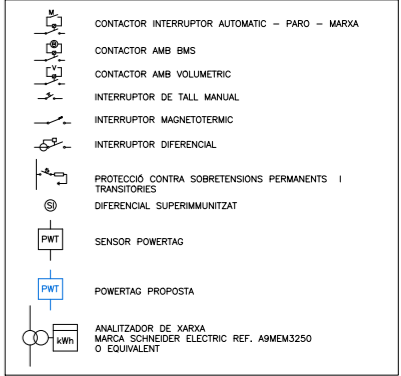 M
CONTACTOR INTERRUPTOR AUTOMATIC – PARO – MARXA
B
CONTACTOR AMB BMS
V
CONTACTOR AMB VOLUMETRIC
INTERRUPTOR DE TALL MANUAL
INTERRUPTOR MAGNETOTERMIC
INTERRUPTOR DIFERENCIAL
PROTECCIÓ CONTRA SOBRETENSIONS PERMANENTS I
TRANSITORIES
SI
DIFERENCIAL SUPERIMMUNITZAT
PWT
SENSOR POWERTAG
PWT
POWERTAG PROPOSTA
kWh
ANALITZADOR DE XARXA
MARCA SCHNEIDER ELECTRIC REF. A9MEM3250
O EQUIVALENT